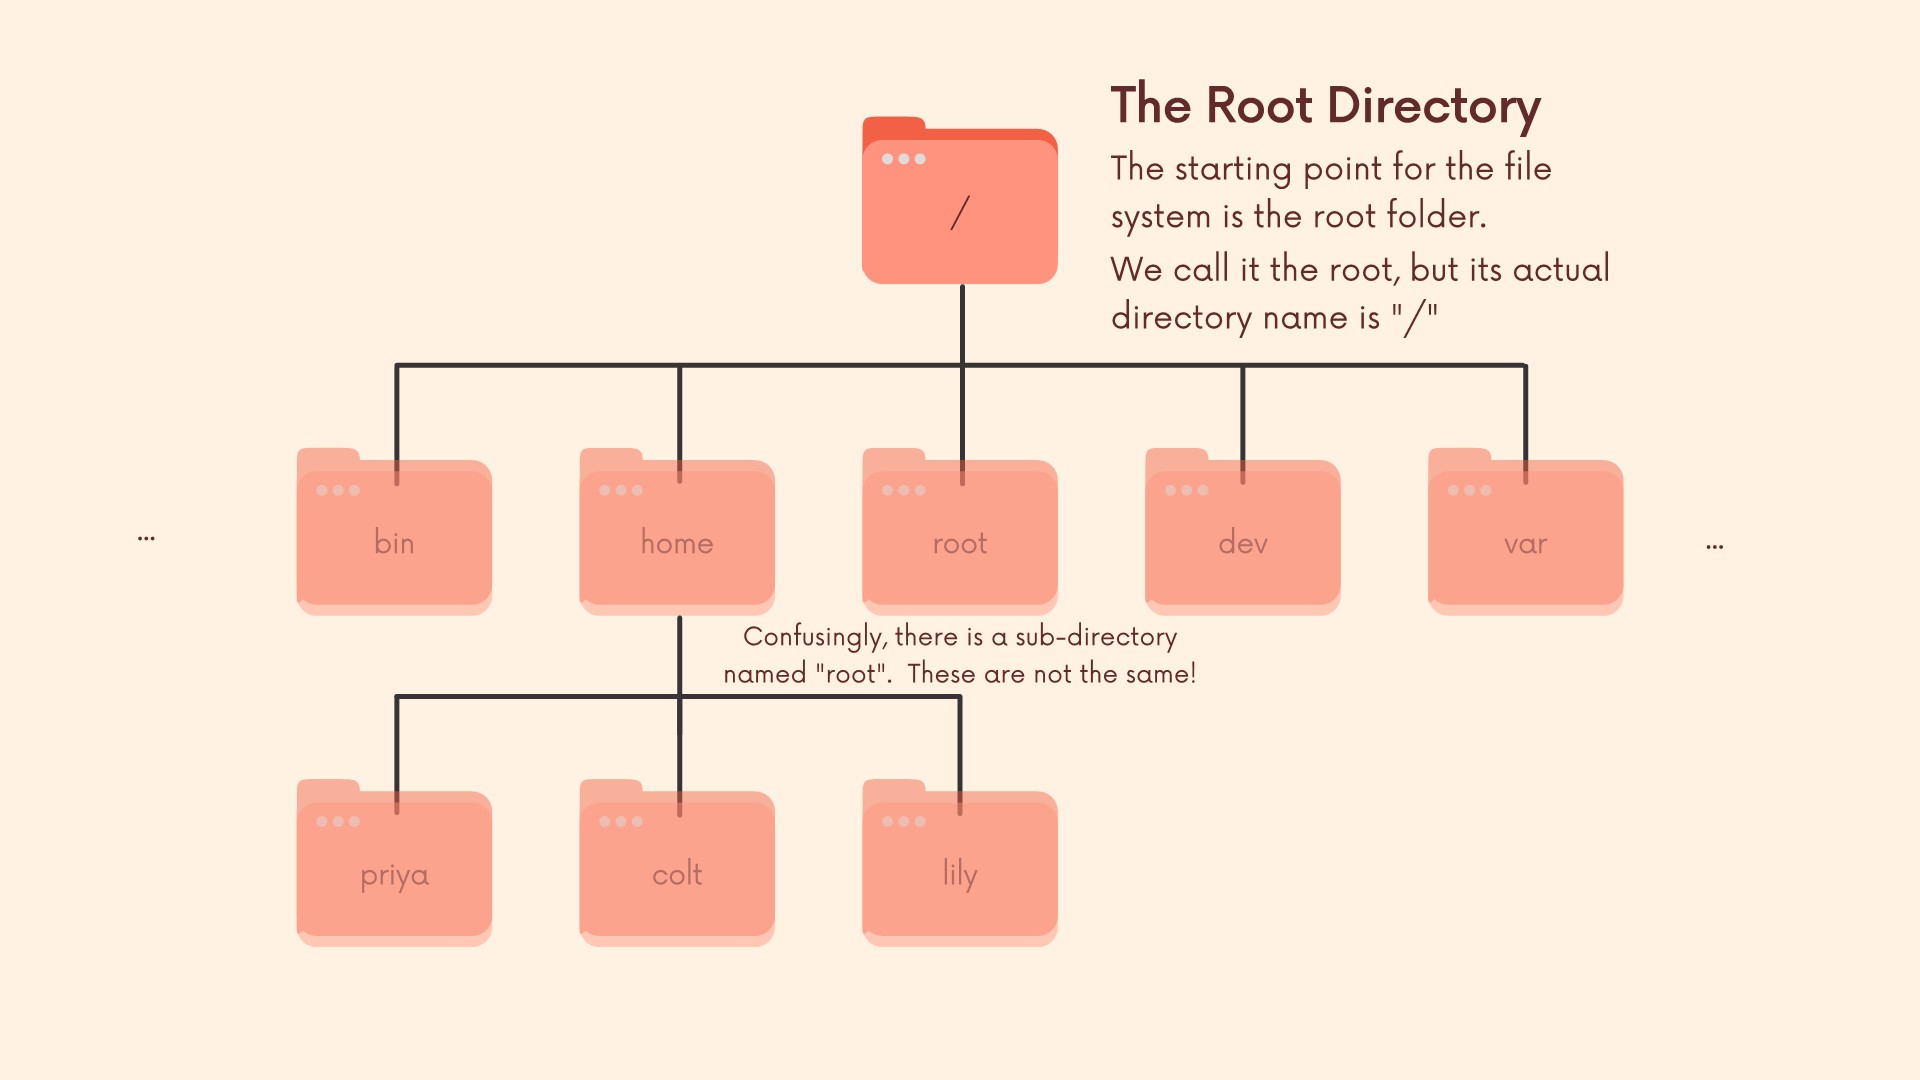 The Root Directory
The starting point for the file
system is the root folder.
We call it the root, but its actual
directory name is "/"
/
...
bin
home
root
dev
var
...
Confusingly, there is a sub-directory
named "root".  These are not the same!
priya
colt
lily